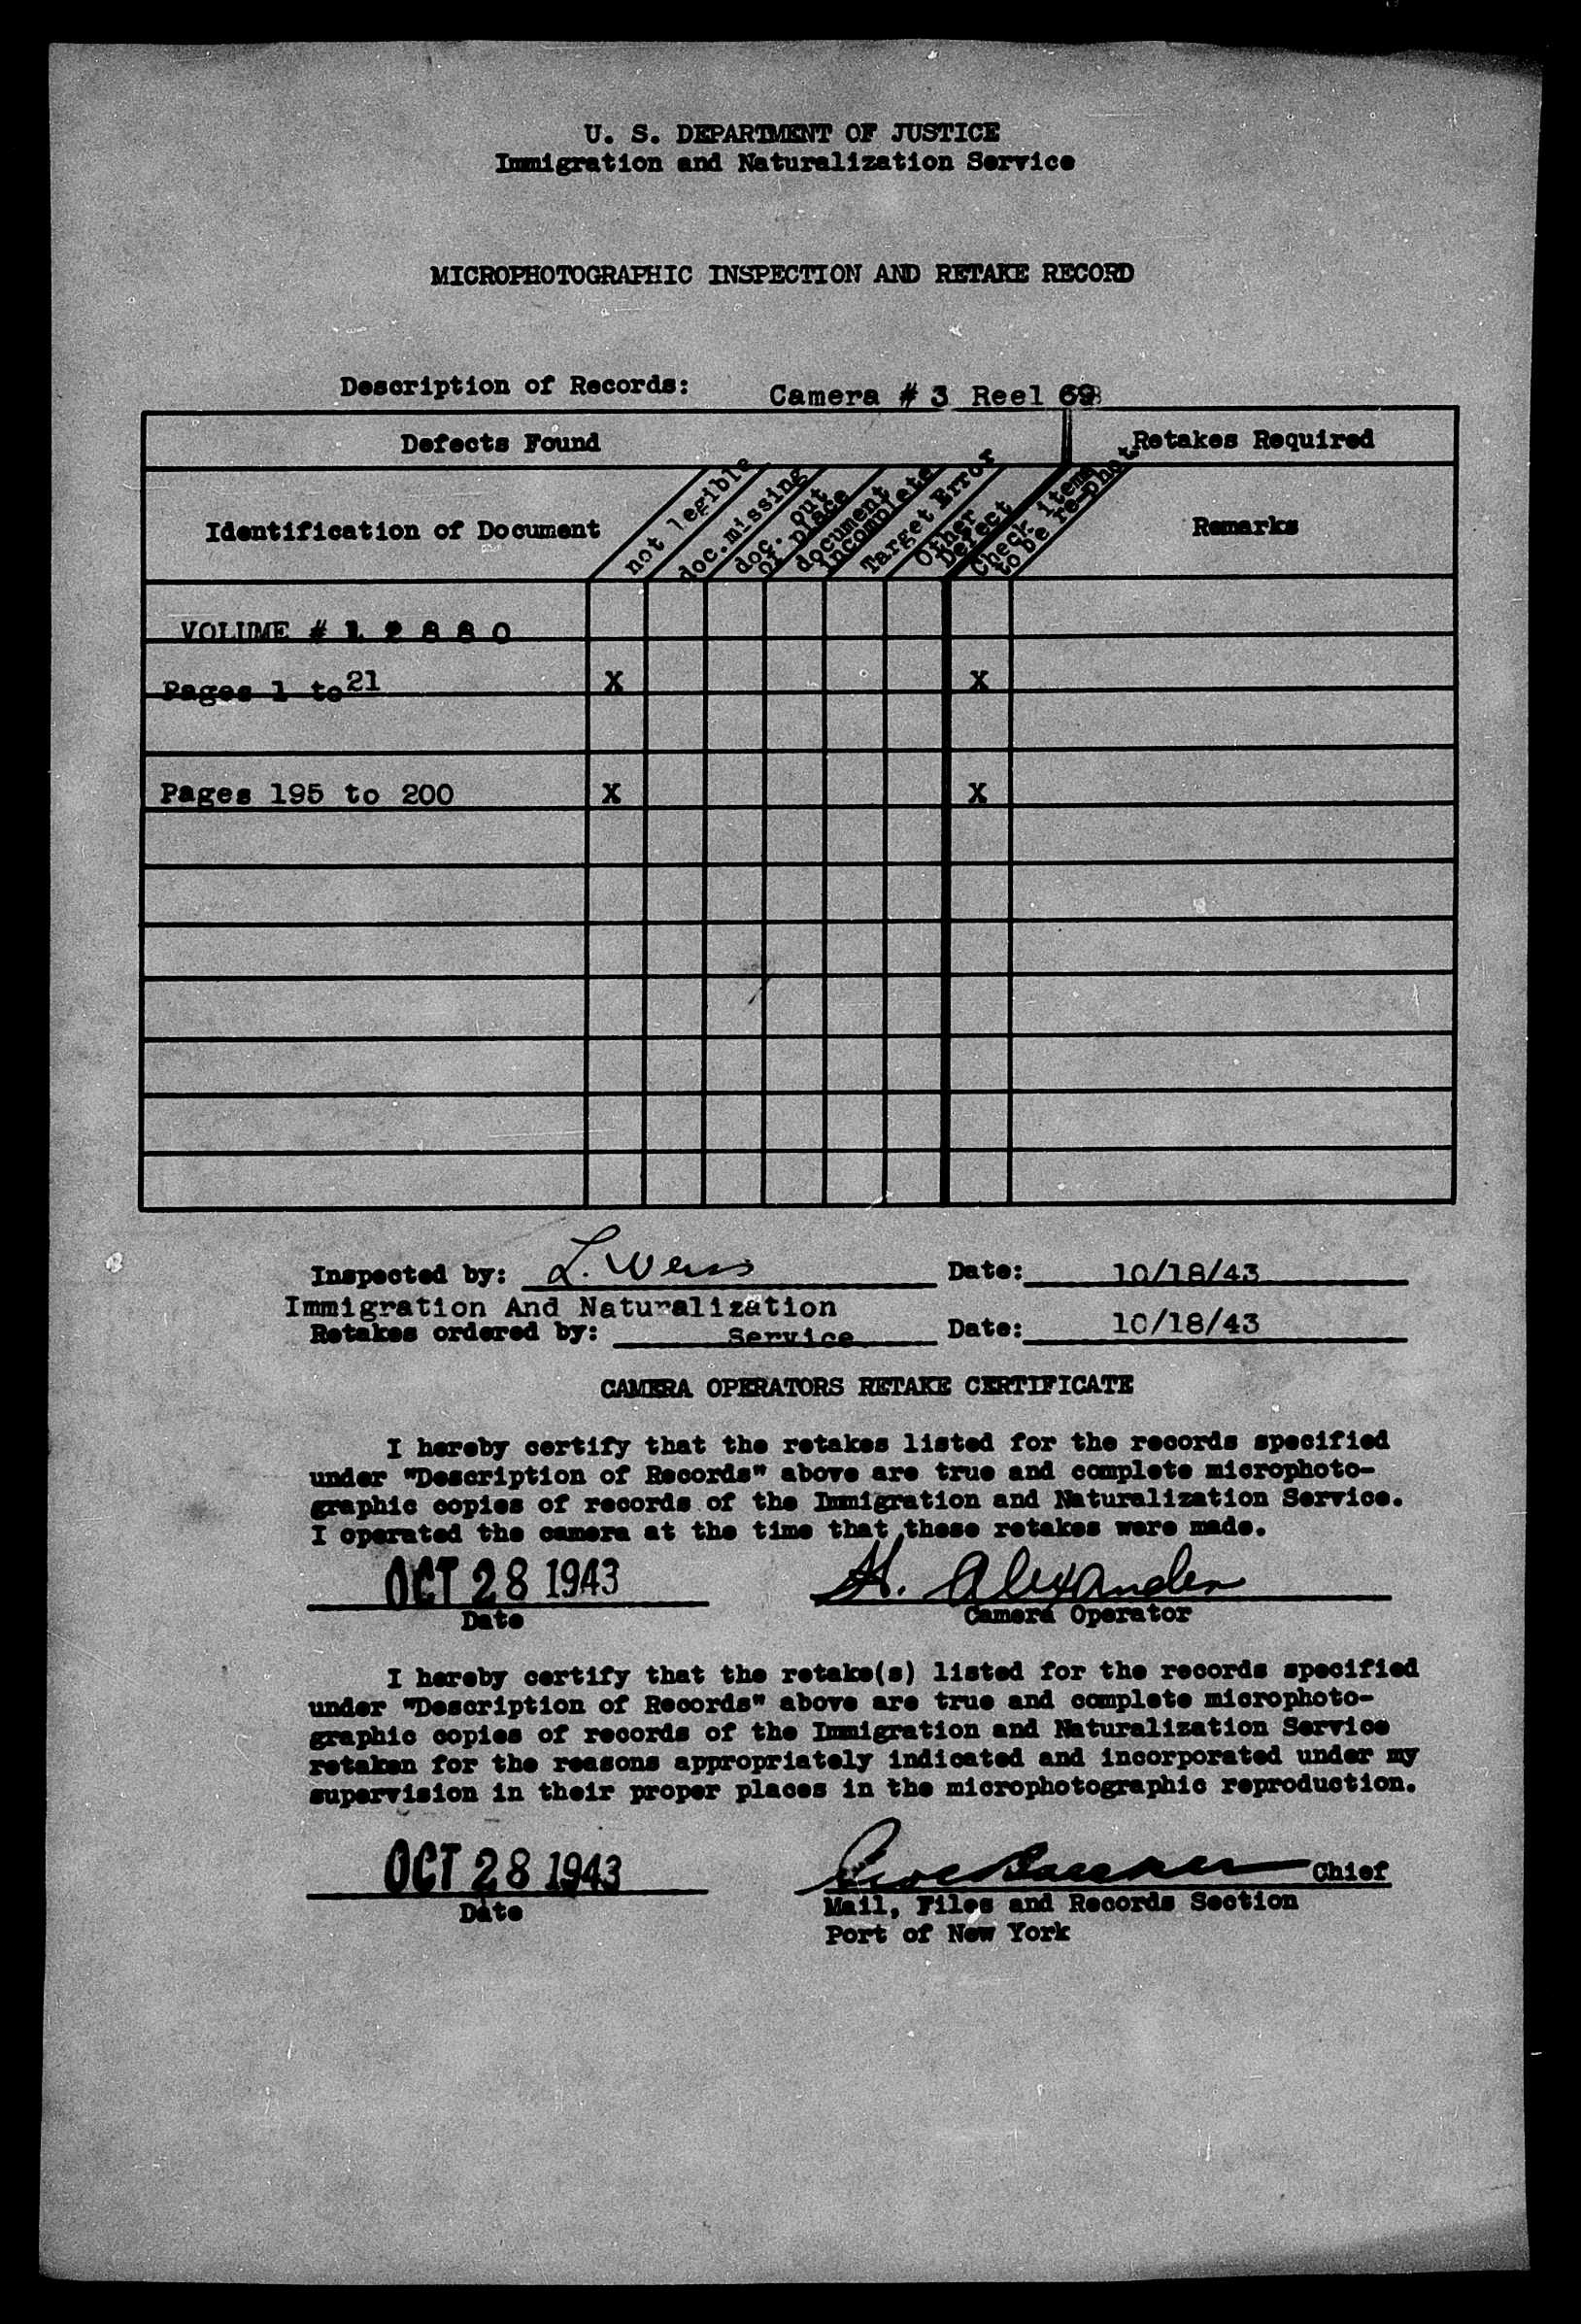 U. S. DEPARTMENT OF JUSTICE
Immigration and Naturalization Service
MICROPHOTOGRAPHIC INSPECTION AND RETAKE RECORD
Description of Records: Camera # 3 Reel
Defects Found
Retakes Required
Identification of Document
not legible
doc.missing
doc. out
of place
document
incomplete
Target Error
Other
Defect
Check items
to be re-phot.
Remarks
VOLUME # 1 2 8 8 0
Pages 1 to 21 X X
Pages 195 to 200 X X
Inspected by: L. Weiss Date: 10/18/43
Immigration And Naturalization
Retakes ordered by: Service Date: 10/18/43
CAMERA OPERATORS RETAKE CERTIFICATE
I hereby certify that the retakes listed for the records specified
under "Description of Records" above are true and complete microphoto-
graphic copies of records of the Immigration and Naturalization Service.
I operated the camera at the time that these retakes were made.
OCT 28 1943 H. Alexander
Date Camera Operator
I hereby certify that the retake(s) listed for the records specified
under "Description of Records" above are true and complete microphoto-
graphic copies of records of the Immigration and Naturalization Service
retaken for the reasons appropriately indicated and incorporated under my
supervision in their proper places in the microphotographic reproduction.
OCT 28 1943 Chief
Date Mail, Files and Records Section
Port of New York